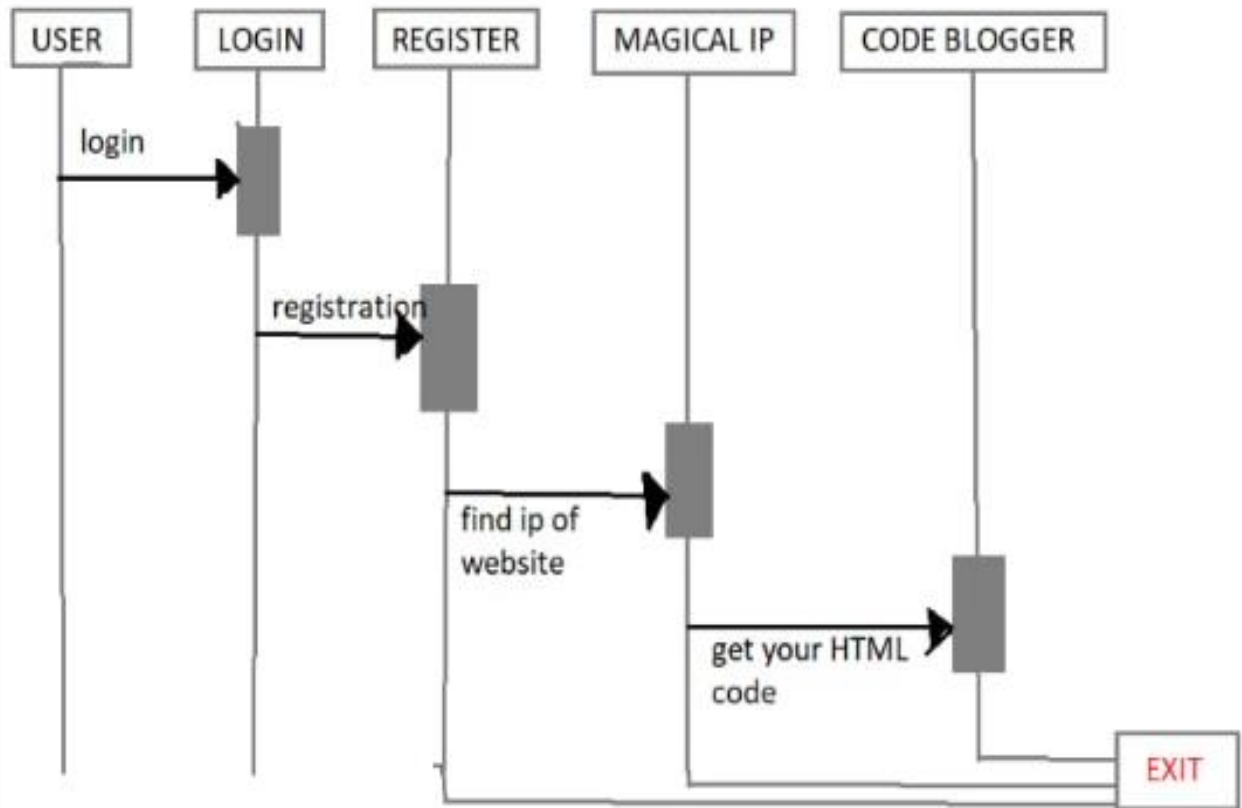 USER
LOGIN
REGISTER
MAGICAL IP
CODE BLOGGER
login
registration
find ip of
website
get your HTML
code
EXIT